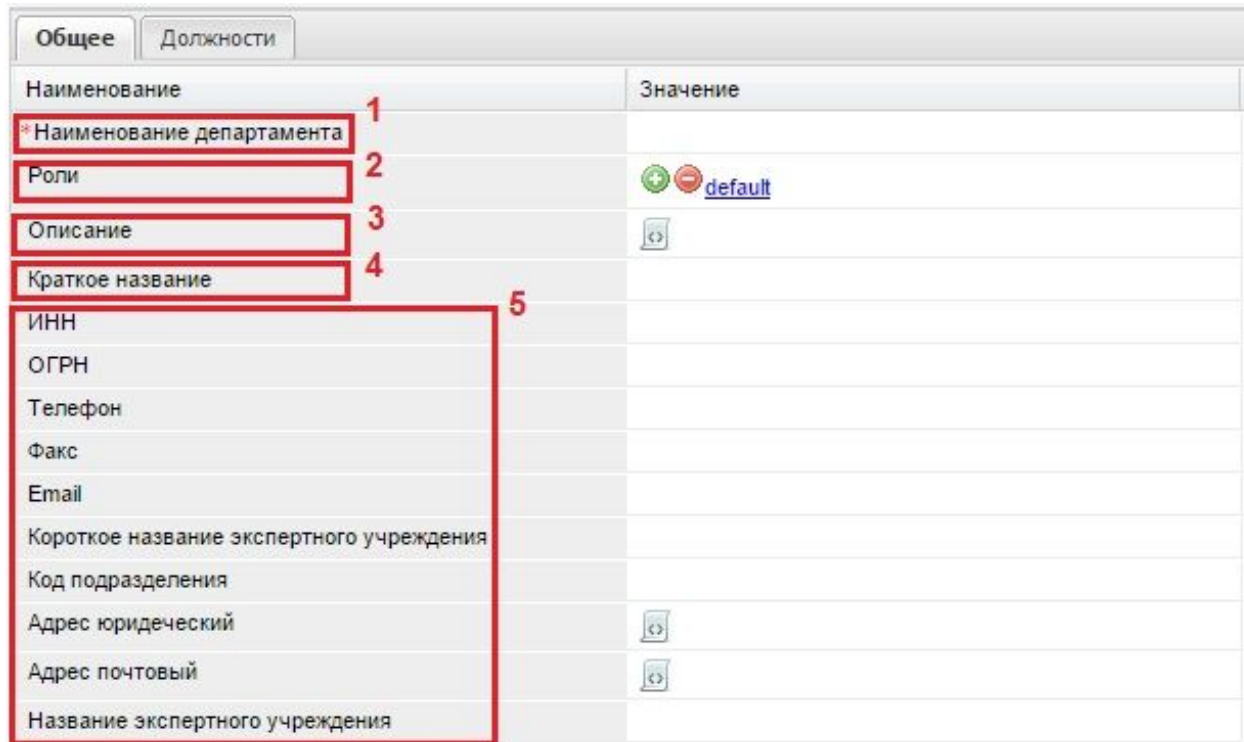 Общее Должности
Наименование Значение
*Наименование департамента 1
Роли 2 default
Описание 3
Краткое название 4
ИНН 5
ОГРН
Телефон
Факс
Email
Короткое название экспертного учреждения
Код подразделения
Адрес юридеческий
Адрес почтовый
Название экспертного учреждения